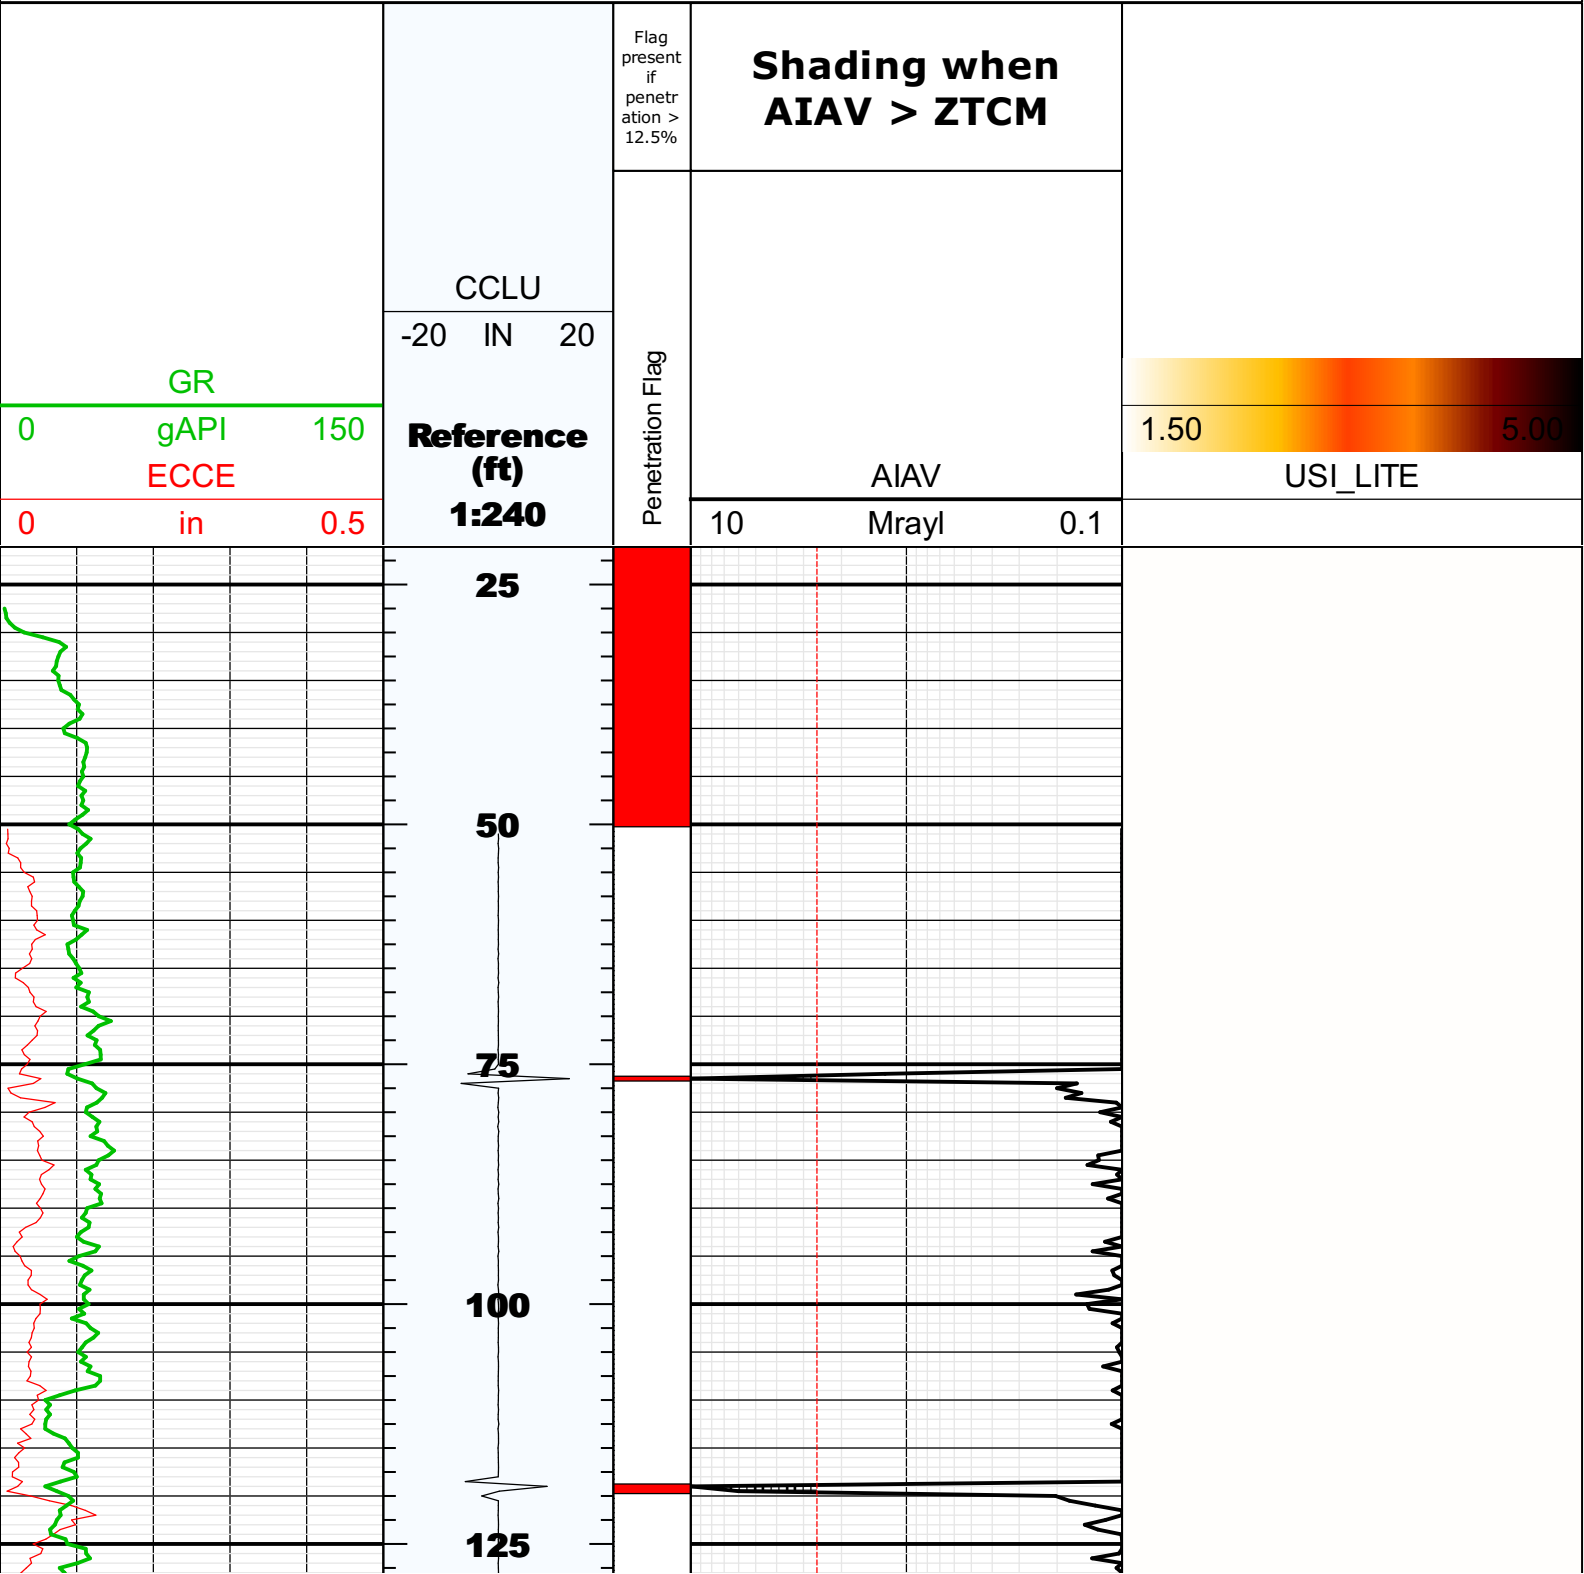 Flag
present
if
penetr
ation >
12.5%
Shading when
AIAV > ZTCM
CCLU
-20 IN 20
GR
0 gAPI 150
ECCE
0 in 0.5
Reference
(ft)
1:240
Penetration Flag
AIAV
10 Mrayl 0.1
1.50 5.00
USI_LITE
25
50
75
100
125